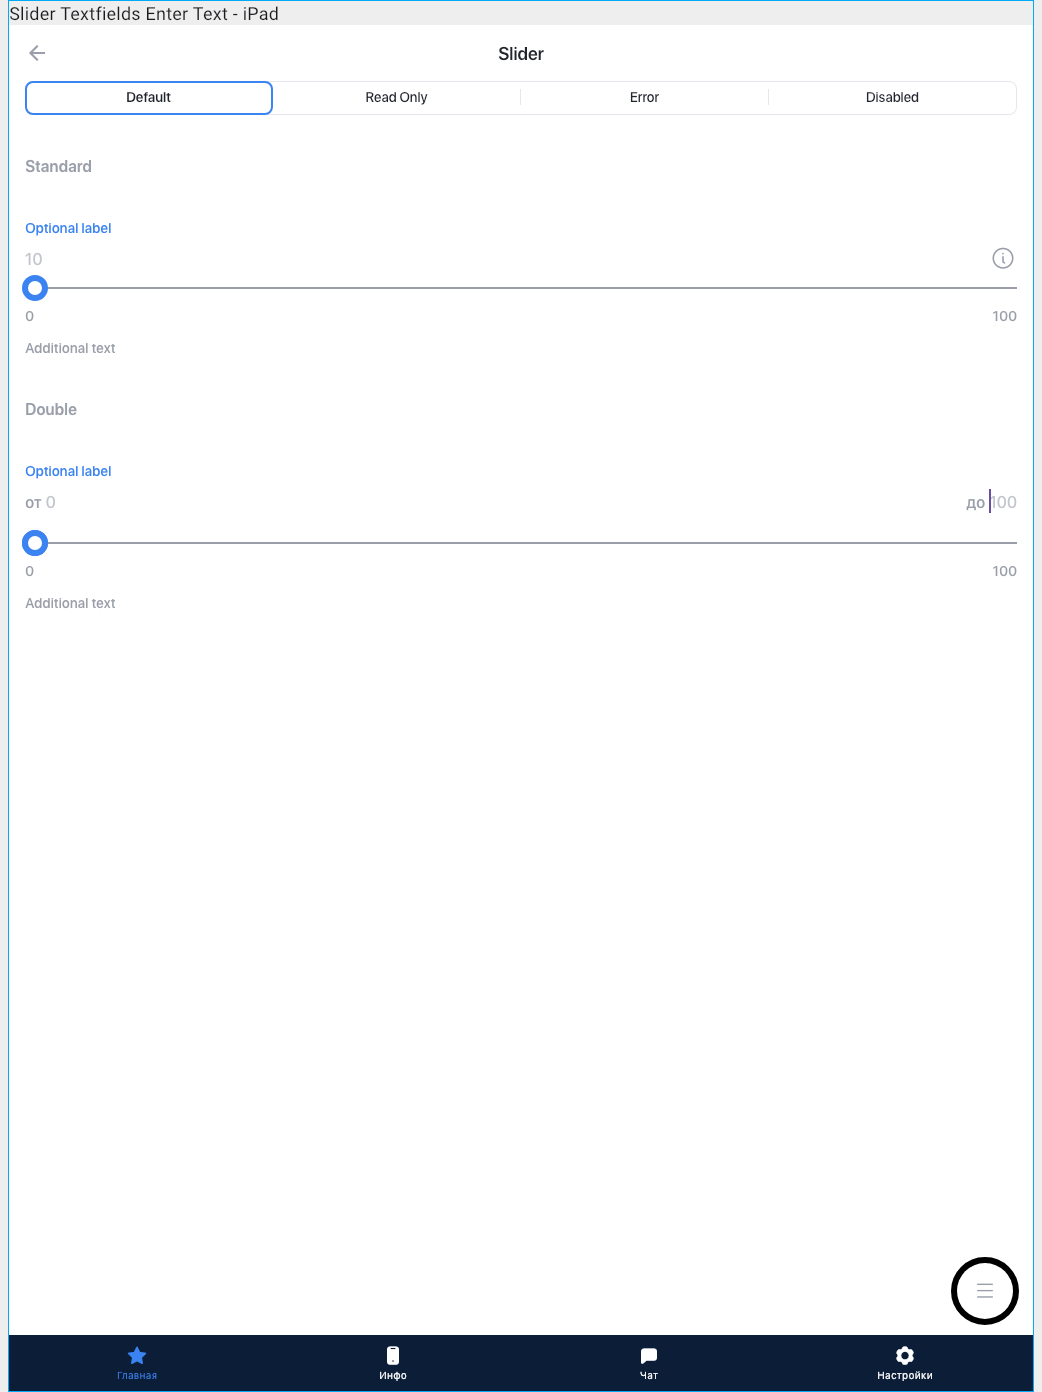 Slider Textfields Enter Text - iPad
Slider
Default Read Only Error Disabled
Standard
Optional label
10
0 100
Additional text
Double
Optional label
от 0 до 100
0 100
Additional text
Главная Инфо Чат Настройки